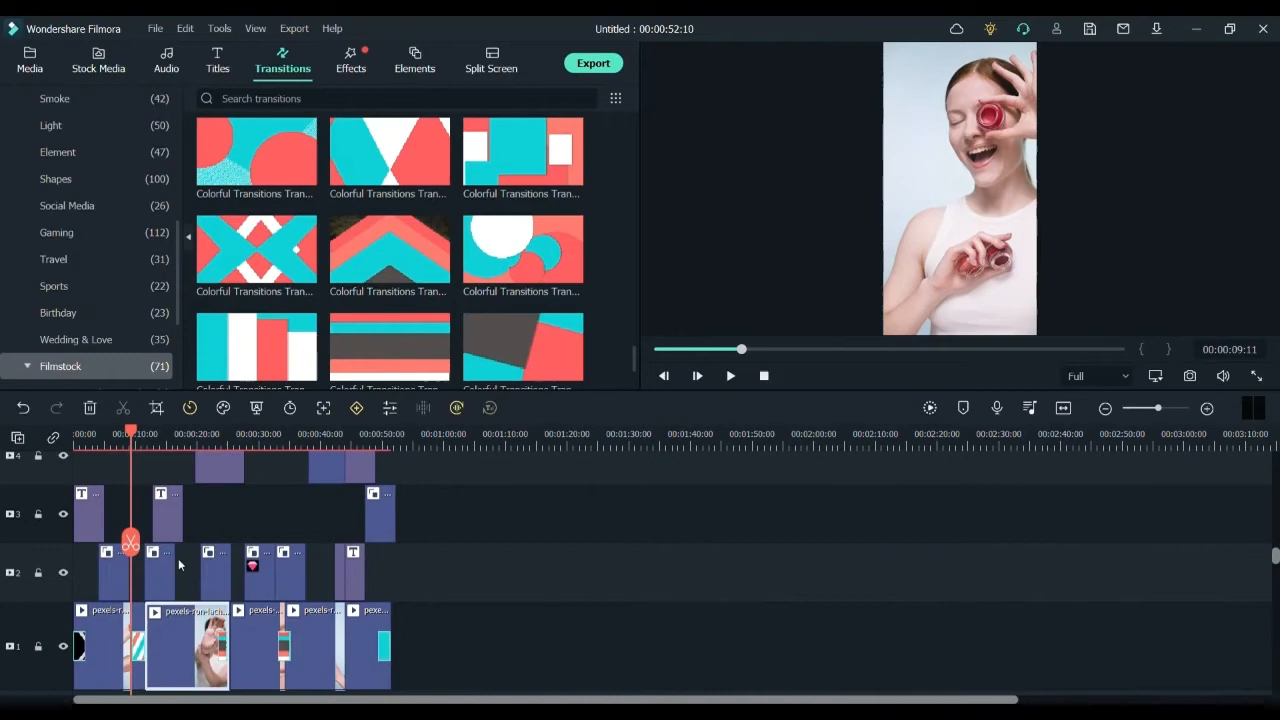 Wondershare Filmora
File Edit Tools View Export Help
Untitled : 00:00:52:10
Media Stock Media Audio Titles Transitions Effects Elements Split Screen
Export
Smoke (42)
Light (50)
Element (47)
Shapes (100)
Social Media (26)
Gaming (112)
Travel (31)
Sports (22)
Birthday (23)
Wedding & Love (35)
Filmstock (71)
Search transitions
Colorful Transitions Tran... Colorful Transitions Tran... Colorful Transitions Tran...
Colorful Transitions Tran... Colorful Transitions Tran... Colorful Transitions Tran...
{ } 00:00:09:11
Full
:00:00 00:00:20:00 00:00:30:00 00:00:40:00 00:00:50:00 00:01:00:00 00:01:10:00 00:01:20:00 00:01:30:00 00:01:40:00 00:01:50:00 00:02:00:00 00:02:10:00 00:02:20:00 00:02:30:00 00:02:40:00 00:02:50:00 00:03:00:00 00:03:10:00
4
3 T ... T ... ...
2 ... ... ... ... ... T
1 pexels-r... pexels-ron-lach... pexels-... pexels-r... pexe...